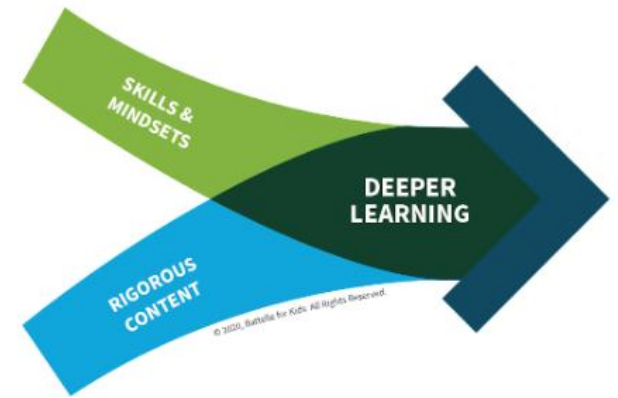 SKILLS &
MINDSETS
DEEPER
LEARNING
RIGOROUS
CONTENT
© 2020, Battelle for Kids. All Rights Reserved.